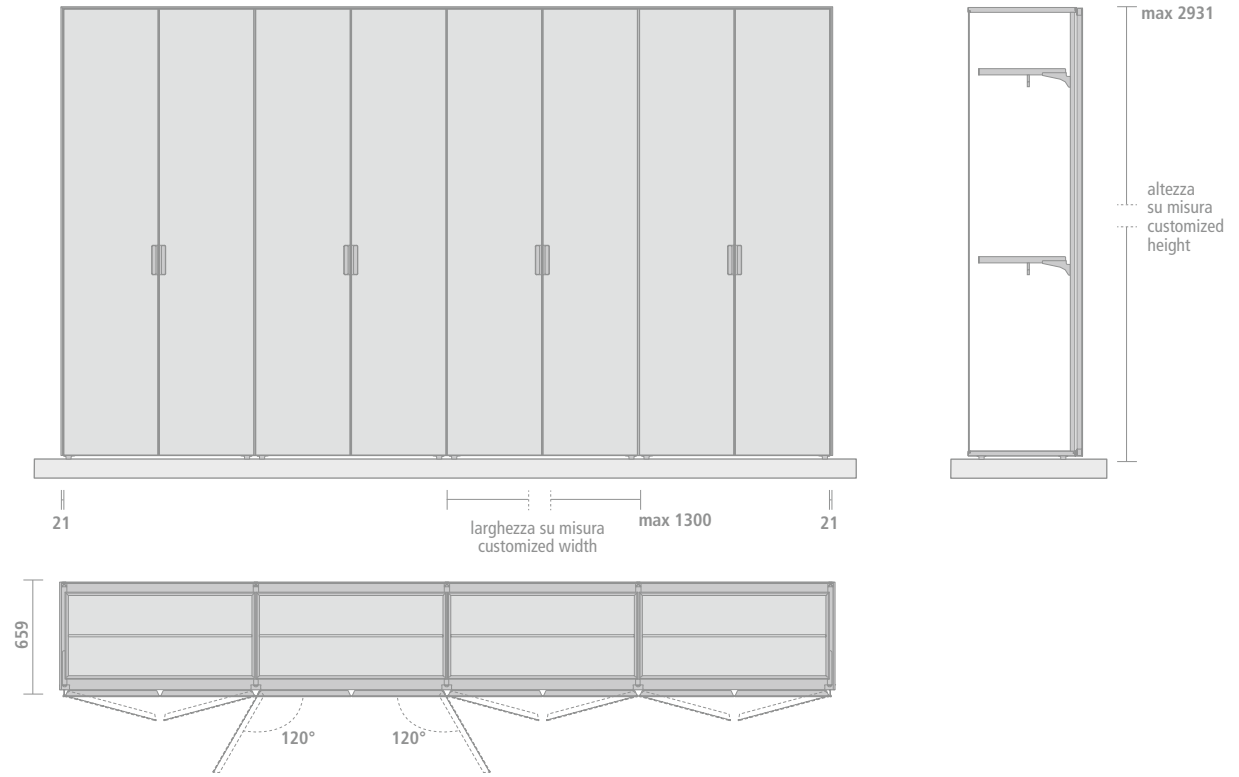 max 2931
altezza
su misura
customized
height
21
larghezza su misura
customized width
max 1300
21
659
120°
120°